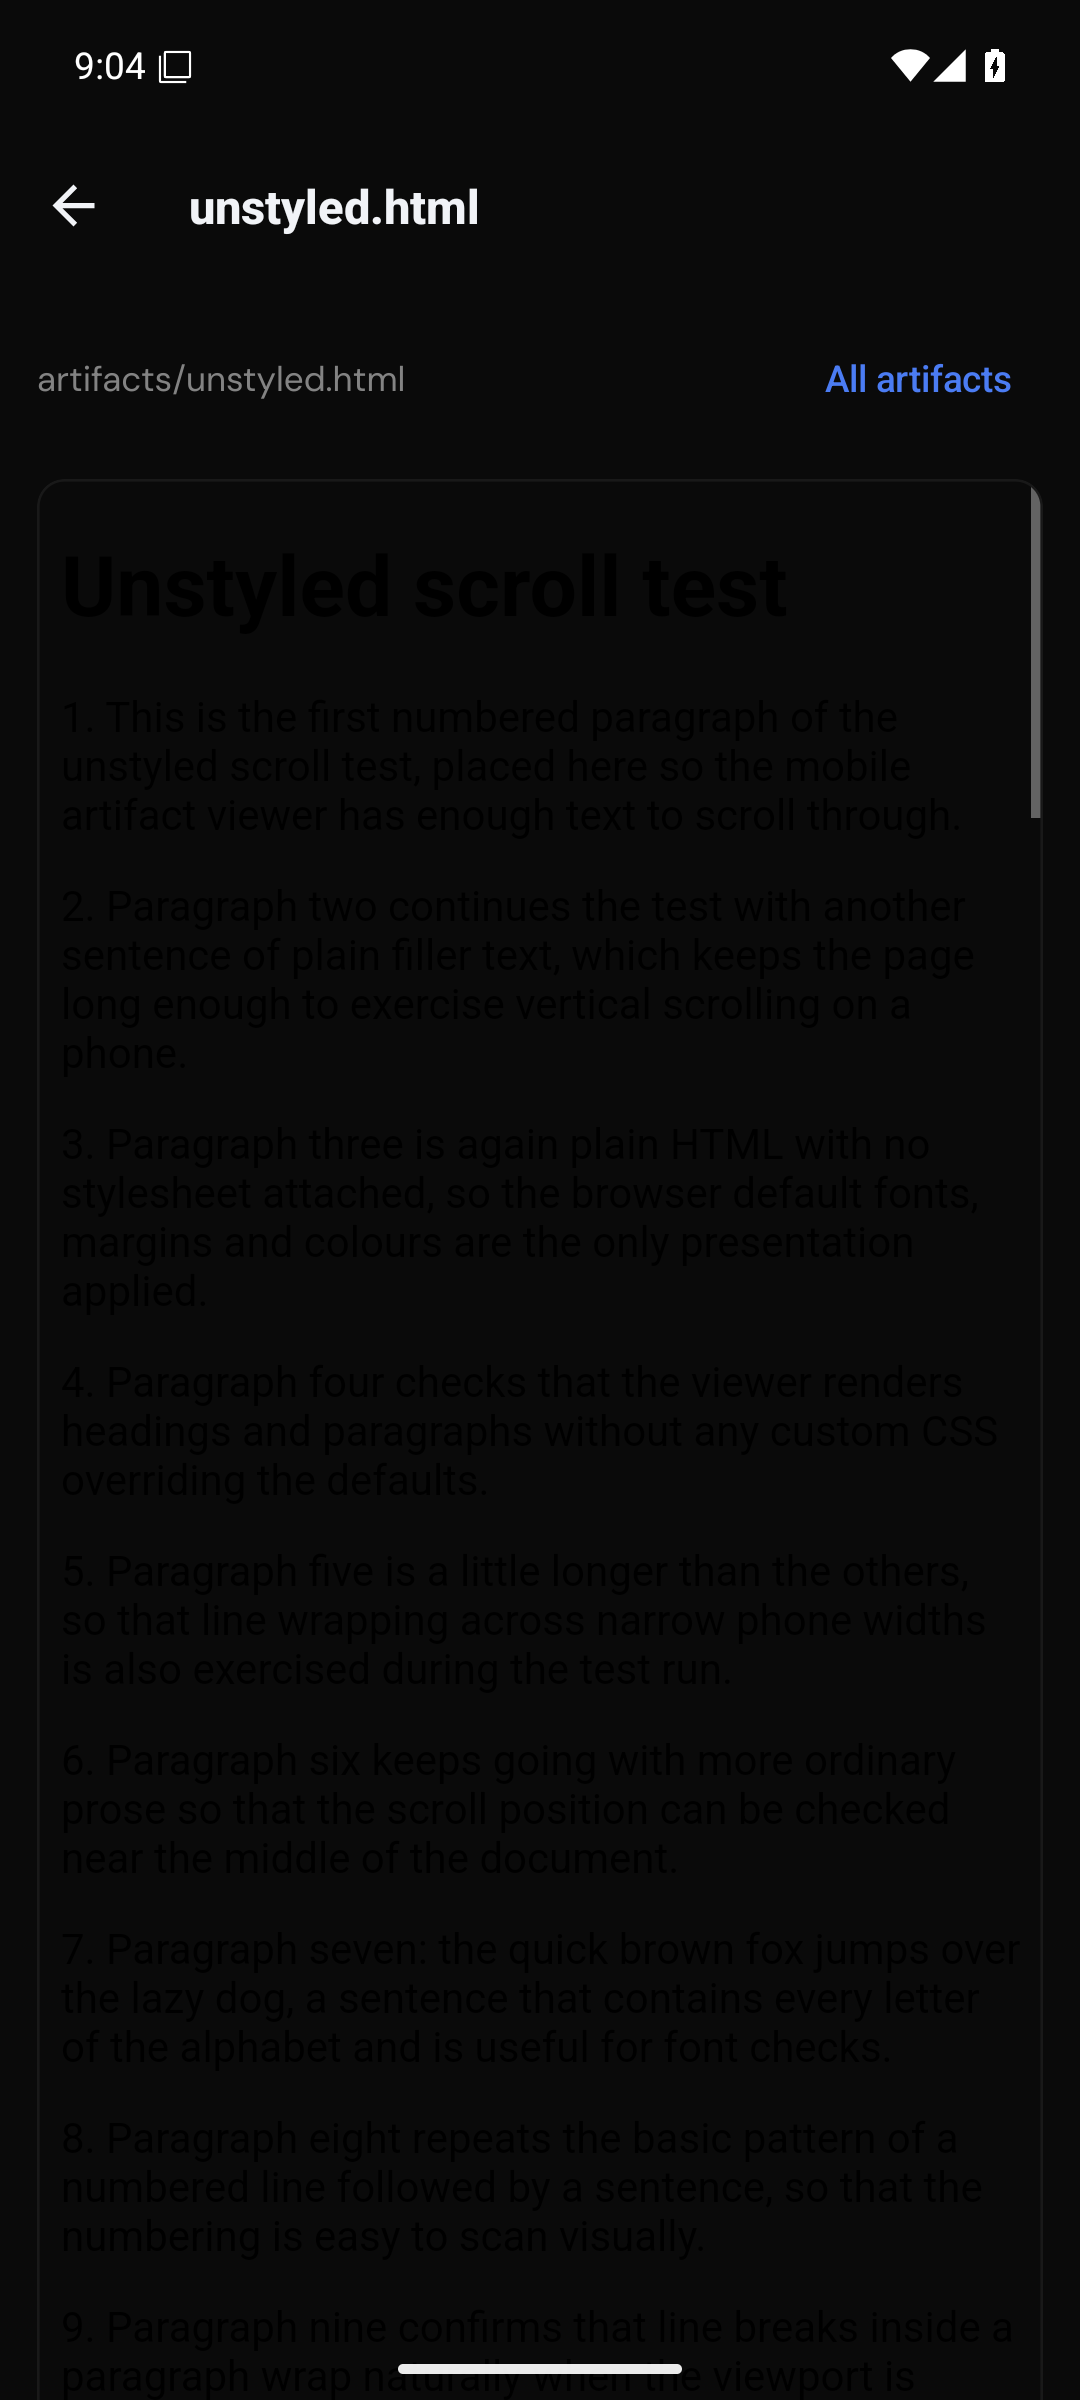 9:04
unstyled.html
artifacts/unstyled.html
All artifacts
Unstyled scroll test
1. This is the first numbered paragraph of the
unstyled scroll test, placed here so the mobile
artifact viewer has enough text to scroll through.
2. Paragraph two continues the test with another
sentence of plain filler text, which keeps the page
long enough to exercise vertical scrolling on a
phone.
3. Paragraph three is again plain HTML with no
stylesheet attached, so the browser default fonts,
margins and colours are the only presentation
applied.
4. Paragraph four checks that the viewer renders
headings and paragraphs without any custom CSS
overriding the defaults.
5. Paragraph five is a little longer than the others,
so that line wrapping across narrow phone widths
is also exercised during the test run.
6. Paragraph six keeps going with more ordinary
prose so that the scroll position can be checked
near the middle of the document.
7. Paragraph seven: the quick brown fox jumps over
the lazy dog, a sentence that contains every letter
of the alphabet and is useful for font checks.
8. Paragraph eight repeats the basic pattern of a
numbered line followed by a sentence, so that the
numbering is easy to scan visually.
9. Paragraph nine confirms that line breaks inside a
paragraph wrap naturally when the viewport is